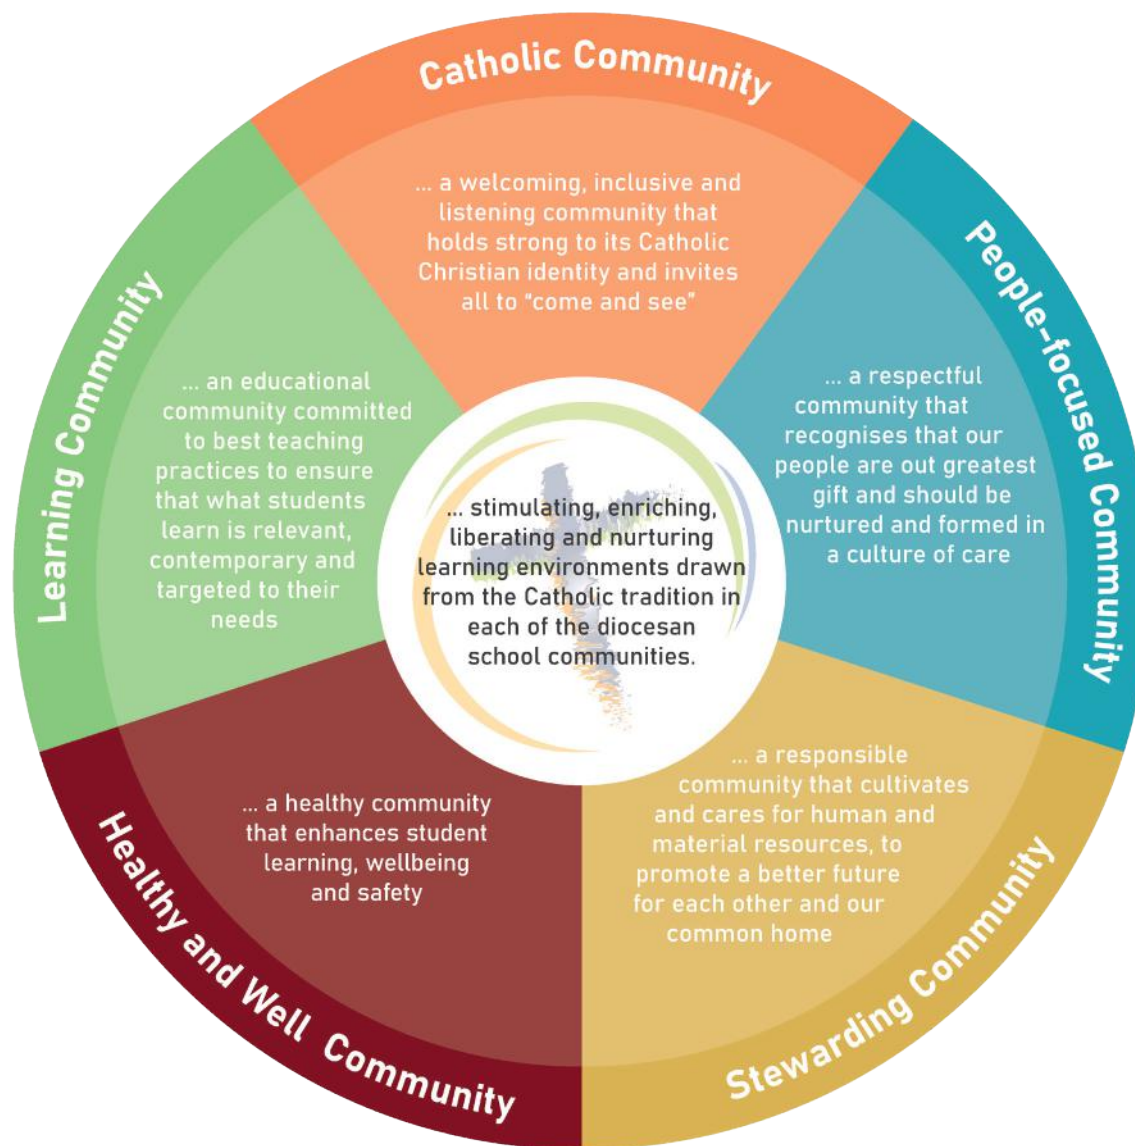 Catholic Community
... a welcoming, inclusive and
listening community that
holds strong to its Catholic
Christian identity and invites
all to "come and see"
People-focused Community
... a respectful
community that
recognises that our
people are out greatest
gift and should be
nurtured and formed in
a culture of care
Stewarding Community
... a responsible
community that cultivates
and cares for human and
material resources, to
promote a better future
for each other and our
common home
Healthy and Well Community
... a healthy community
that enhances student
learning, wellbeing
and safety
Learning Community
... an educational
community committed
to best teaching
practices to ensure
that what students
learn is relevant,
contemporary and
targeted to their
needs
... stimulating, enriching,
liberating and nurturing
learning environments drawn
from the Catholic tradition in
each of the diocesan
school communities.